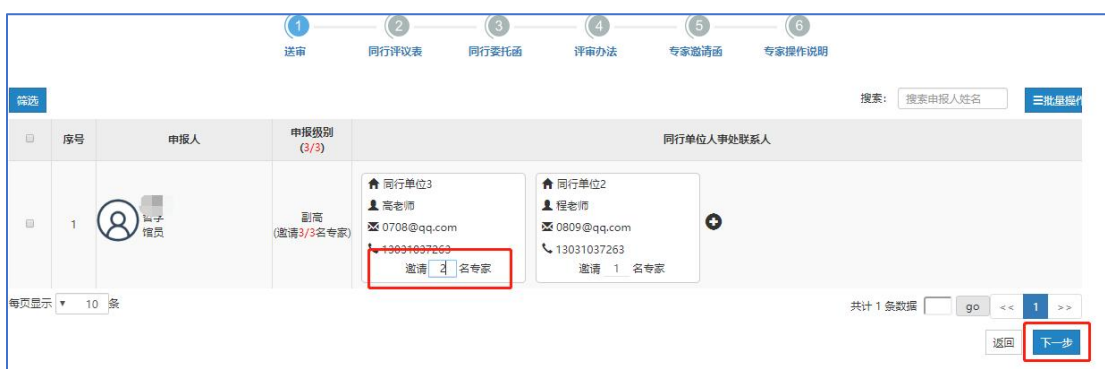 1 2 3 4 5 6
送审 同行评议表 同行委托函 评审办法 专家邀请函 专家操作说明
筛选 搜索： 搜索申报人姓名 ☰批量操作
序号 申报人 申报级别 同行单位人事处联系人
(3/3)
同行单位3 同行单位2
高老师 程老师
1 哲学 副高 0708@qq.com 0809@qq.com
馆员 (邀请3/3名专家)
13031037263 13031037263
邀请 2 名专家 邀请 1 名专家
每页显示 ▼ 10 条 共计 1 条数据 go << 1 >>
返回 下一步